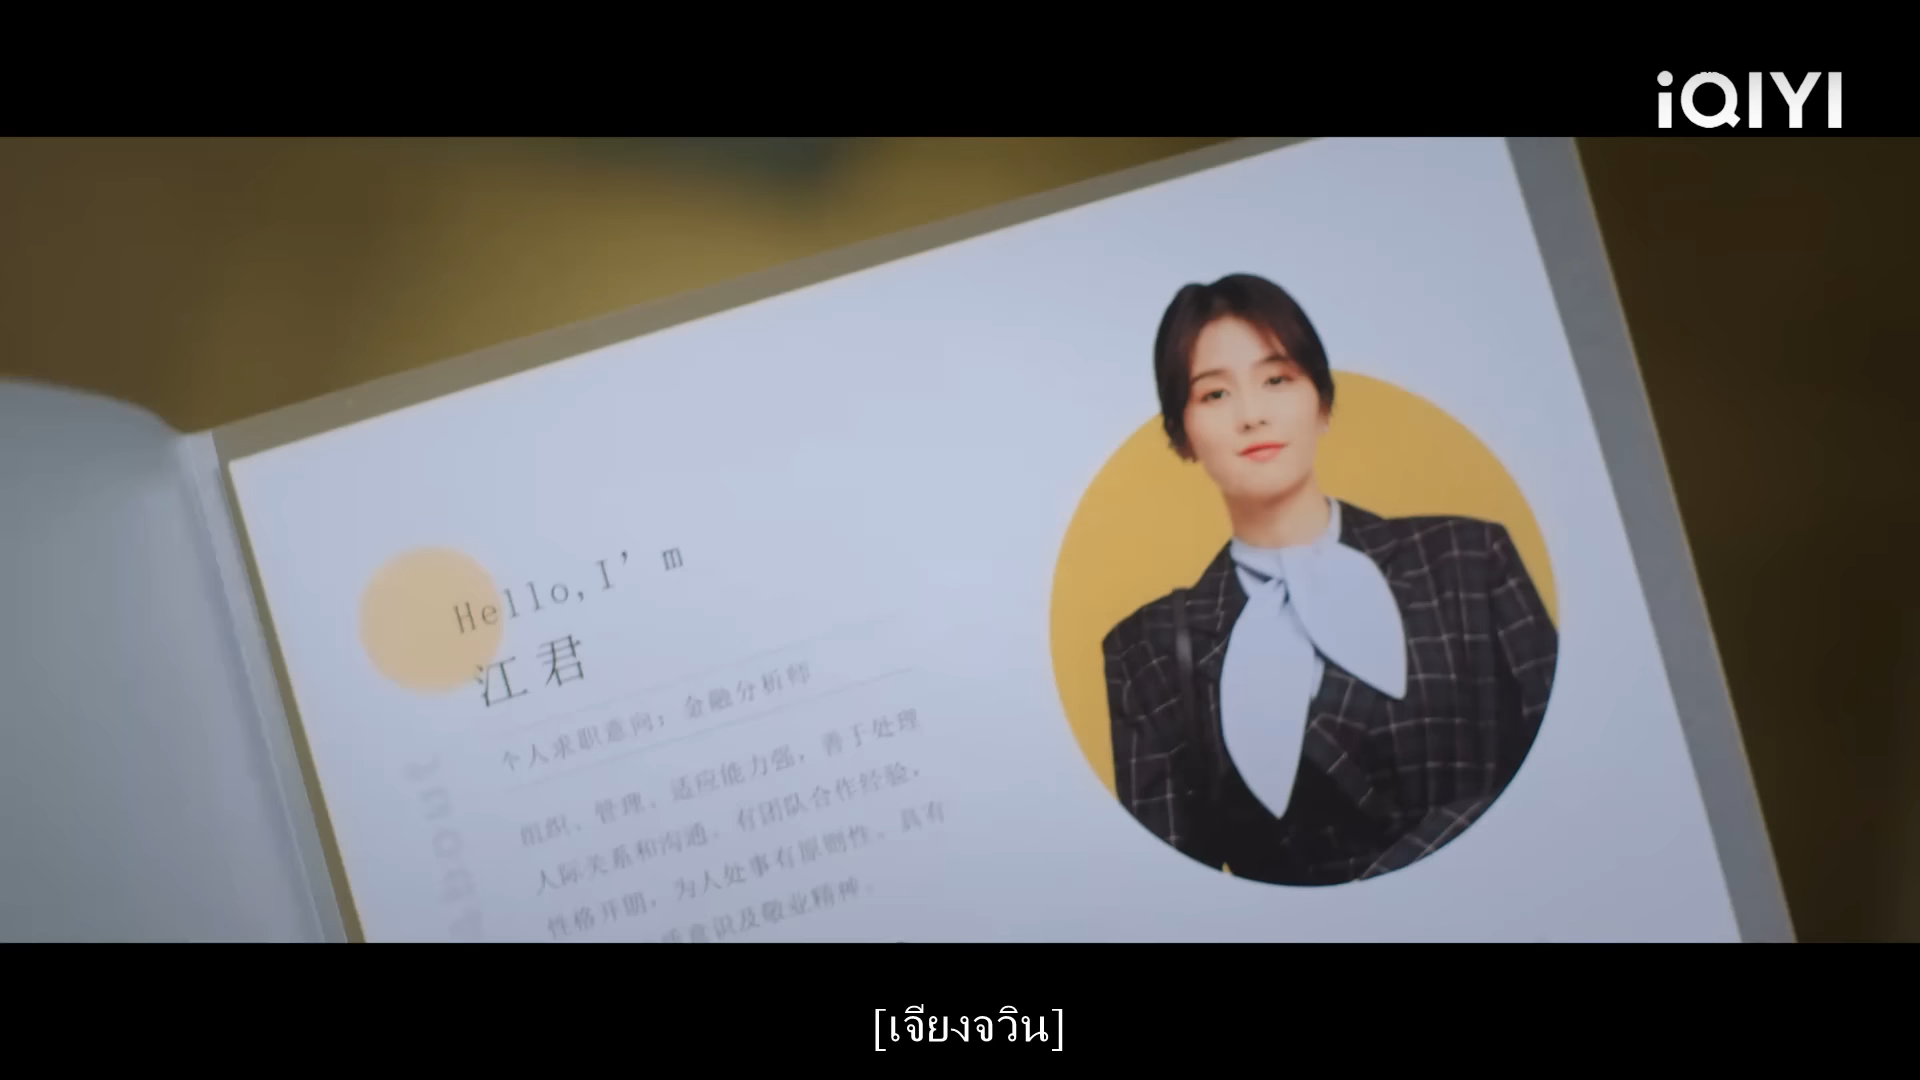 iQIYI
Hello,I'm
江君
个人求职意向：金融分析师
组织、管理、适应能力强，善于处理
人际关系和沟通，有团队合作经验，
性格开朗，为人处事有原则性。具有
意识及敬业精神。
[เจียงจวิน]